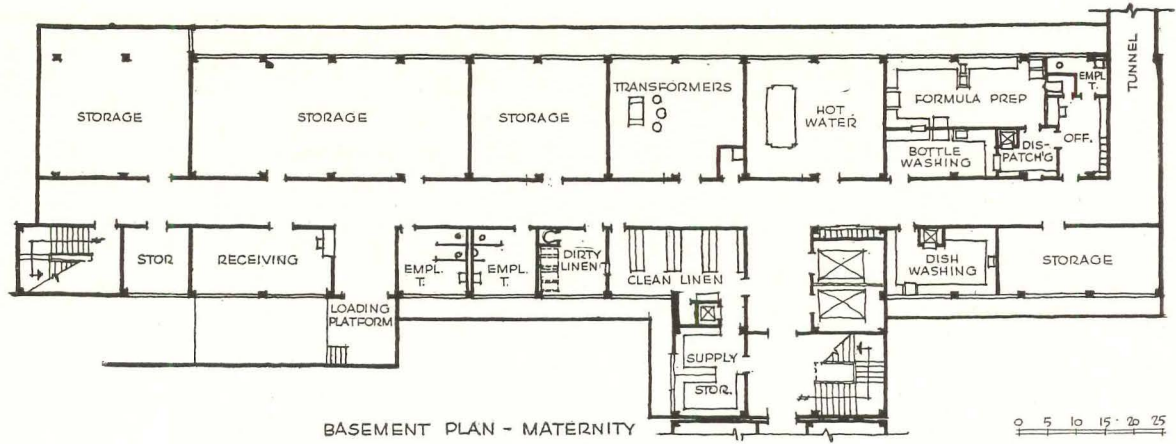 TUNNEL
STORAGE
STORAGE
STORAGE
TRANSFORMERS
HOT
WATER
FORMULA PREP
EMPL
T.
BOTTLE
WASHING
DIS-
PATCH'G
OFF.
STOR
RECEIVING
LOADING
PLATFORM
EMPL.
T.
EMPL.
T.
DIRTY
LINEN
CLEAN LINEN
DISH
WASHING
STORAGE
SUPPLY
STOR.
BASEMENT PLAN - MATERNITY
0 5 10 15 20 25